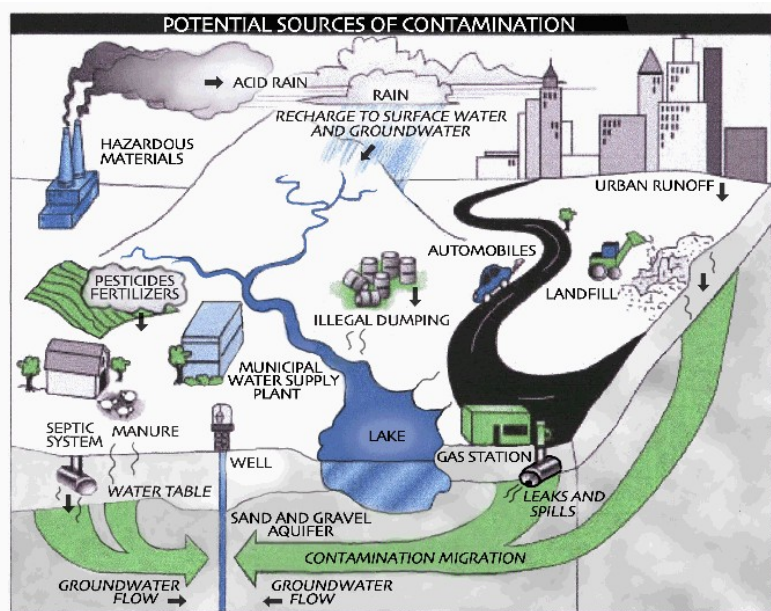 POTENTIAL SOURCES OF CONTAMINATION
ACID RAIN
RAIN
RECHARGE TO SURFACE WATER
AND GROUNDWATER
HAZARDOUS
MATERIALS
URBAN RUNOFF
AUTOMOBILES
PESTICIDES
FERTILIZERS
LANDFILL
ILLEGAL DUMPING
MUNICIPAL
WATER SUPPLY
PLANT
SEPTIC
SYSTEM
MANURE
LAKE
GAS STATION
WELL
WATER TABLE
LEAKS AND
SPILLS
SAND AND GRAVEL
AQUIFER
CONTAMINATION MIGRATION
GROUNDWATER
FLOW
GROUNDWATER
FLOW